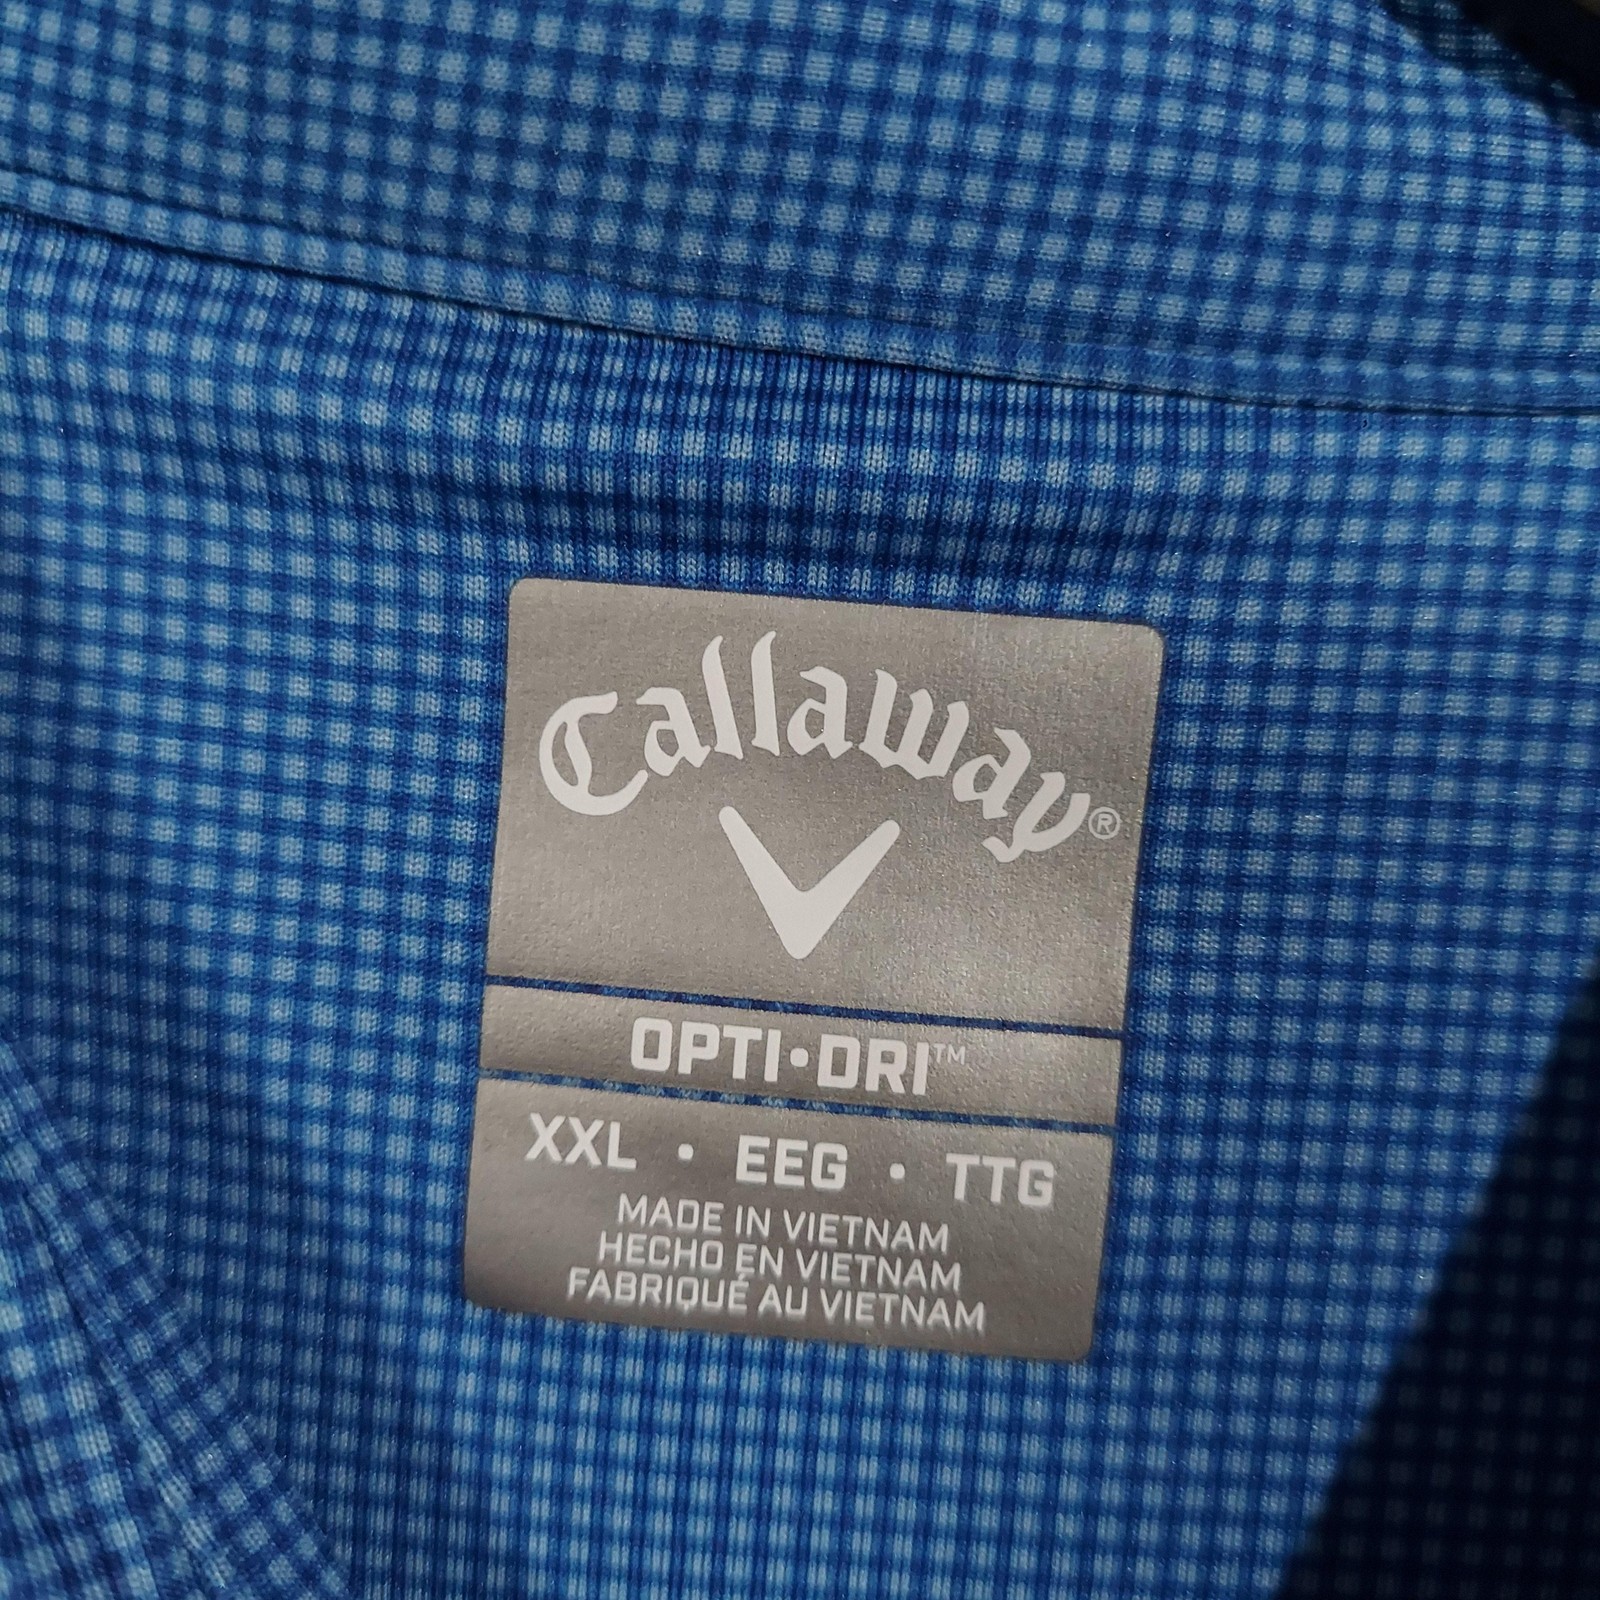 Callaway®
OPTI•DRI™
XXL • EEG • TTG
MADE IN VIETNAM
HECHO EN VIETNAM
FABRIQUÉ AU VIETNAM